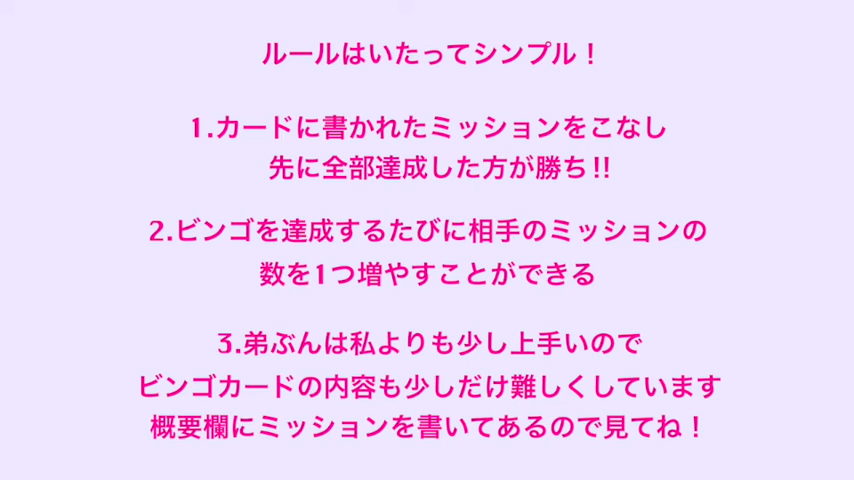 ルールはいたってシンプル！
1.カードに書かれたミッションをこなし
先に全部達成した方が勝ち!!
2.ビンゴを達成するたびに相手のミッションの
数を1つ増やすことができる
3.弟ぶんは私よりも少し上手いので
ビンゴカードの内容も少しだけ難しくしています
概要欄にミッションを書いてあるので見てね！